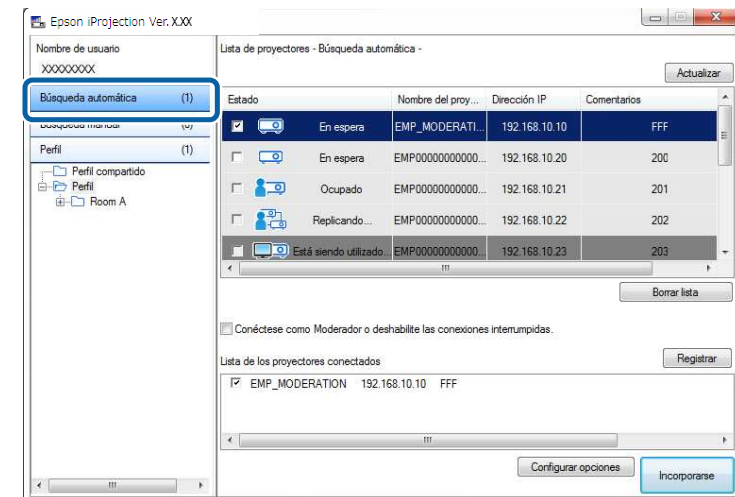 Epson iProjection Ver. X.XX
Nombre de usuario
XXXXXXXX
Búsqueda automática (1)
Búsqueda manual (0)
Perfil (1)
Perfil compartido
Perfil
Room A
Lista de proyectores - Búsqueda automática -
Actualizar
Estado Nombre del proy... Dirección IP Comentarios
En espera EMP_MODERATI... 192.168.10.10 FFF
En espera EMP00000000000... 192.168.10.20 200
Ocupado EMP00000000000... 192.168.10.21 201
Replicando... EMP00000000000... 192.168.10.22 202
Está siendo utilizado... EMP00000000000... 192.168.10.23 203
Borrar lista
Conéctese como Moderador o deshabilite las conexiones interrumpidas.
Lista de los proyectores conectados
Registrar
EMP_MODERATION 192.168.10.10 FFF
Configurar opciones
Incorporarse